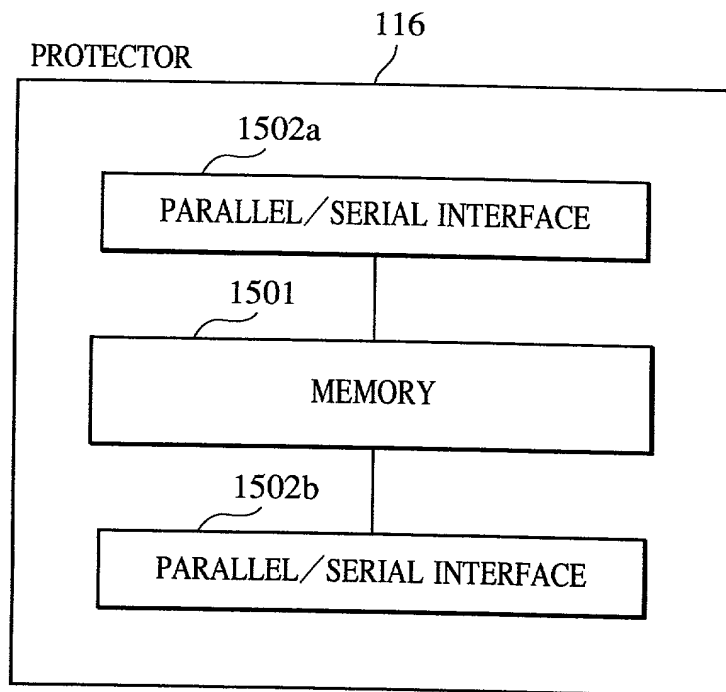 116
PROTECTOR
1502a
PARALLEL/SERIAL INTERFACE
1501
MEMORY
1502b
PARALLEL/SERIAL INTERFACE